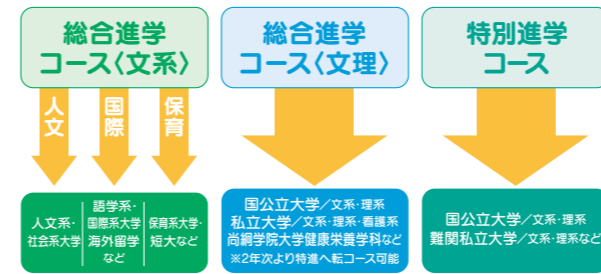 総合進学
コース〈文系〉
人文
国際
保育
人文系・
社会系大学
語学系・
国際系大学
海外留学
など
保育系大学・
短大など
総合進学
コース〈文理〉
国公立大学／文系・理系
私立大学／文系・理系・看護系
尚絅学院大学健康栄養学科など
※2年次より特進へ転コース可能
特別進学
コース
国公立大学／文系・理系
難関私立大学／文系・理系など